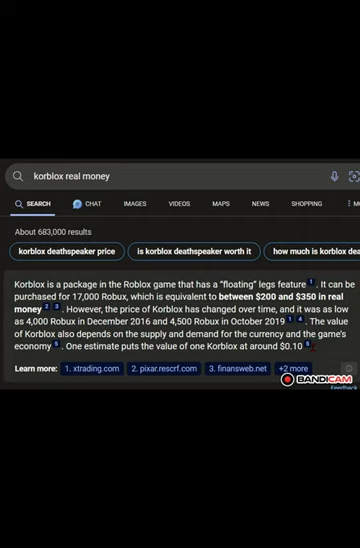 korblox real money
SEARCH CHAT IMAGES VIDEOS MAPS NEWS SHOPPING
About 683,000 results
korblox deathspeaker price is korblox deathspeaker worth it how much is korblox dea
Korblox is a package in the Roblox game that has a "floating" legs feature 1 . It can be
purchased for 17,000 Robux, which is equivalent to between $200 and $350 in real
money 2 3 . However, the price of Korblox has changed over time, and it was as low
as 4,000 Robux in December 2016 and 4,500 Robux in October 2019 1 4 . The value
of Korblox also depends on the supply and demand for the currency and the game's
economy 5 . One estimate puts the value of one Korblox at around $0.10 5
Learn more: 1. xtrading.com 2. pixar.rescrf.com 3. finansweb.net +2 more
BANDICAM
Feedback